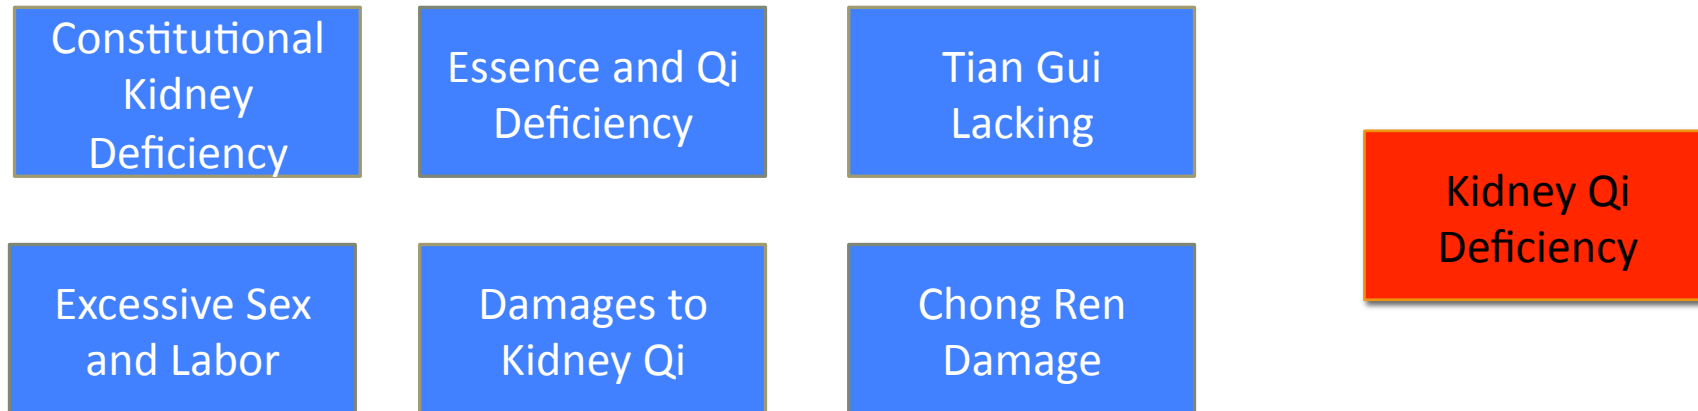 Constitutional
Kidney
Deficiency
Essence and Qi
Deficiency
Tian Gui
Lacking
Kidney Qi
Deficiency
Excessive Sex
and Labor
Damages to
Kidney Qi
Chong Ren
Damage